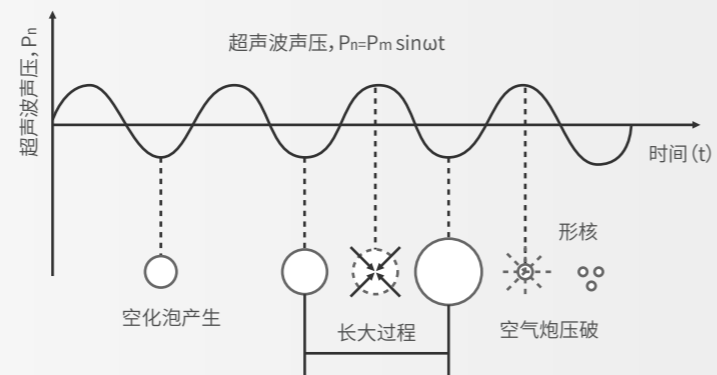 超声波声压，Pn=Pm sinωt
超声波声压，Pn
时间（t）
形核
空化泡产生
长大过程
空气炮压破